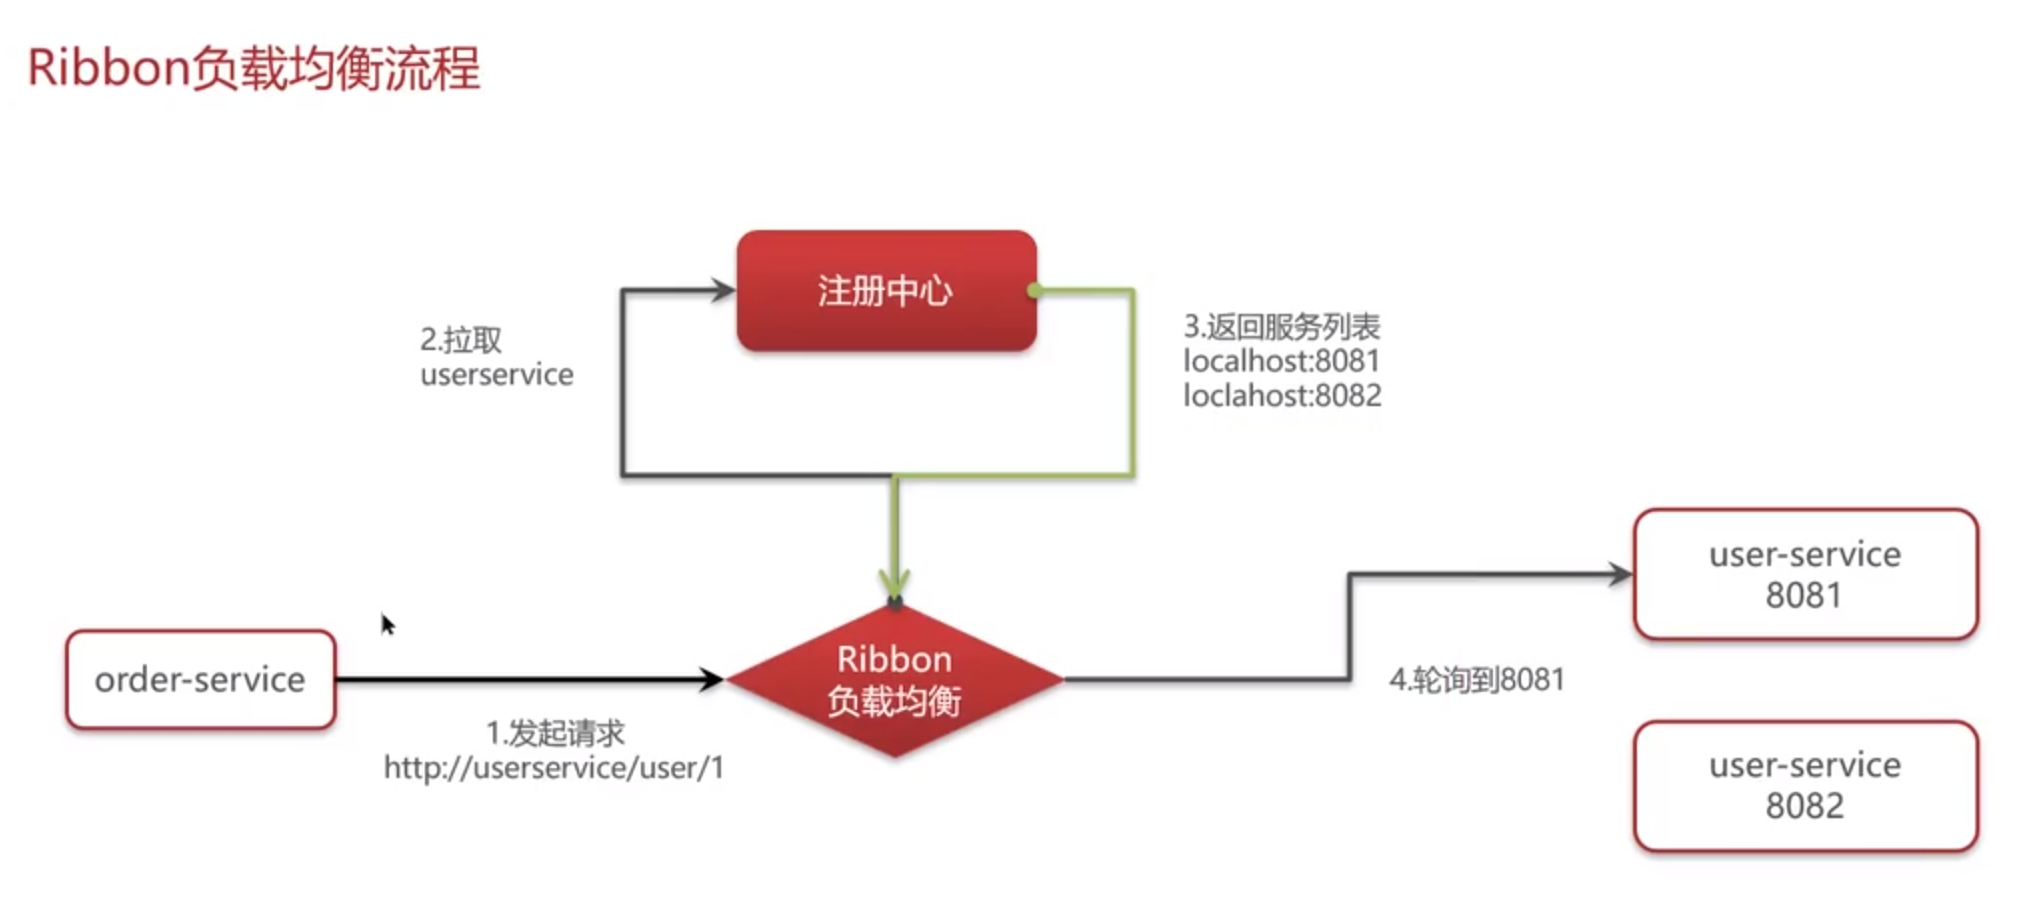 Ribbon负载均衡流程
注册中心
2.拉取
userservice
3.返回服务列表
localhost:8081
loclahost:8082
order-service
1.发起请求
http://userservice/user/1
Ribbon
负载均衡
4.轮询到8081
user-service
8081
user-service
8082